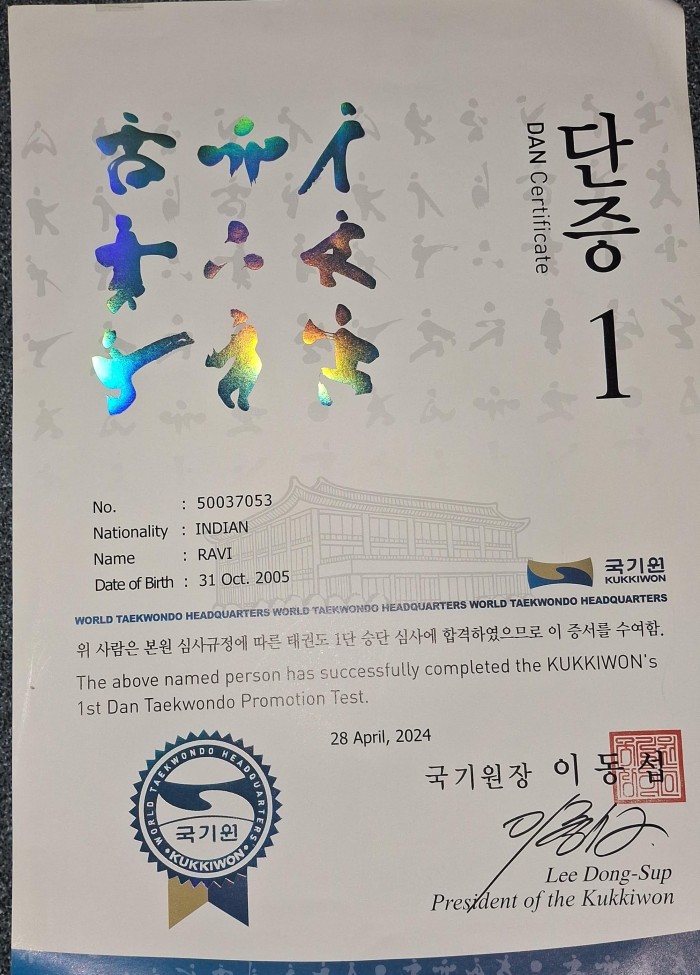 단증
DAN Certificate
1
No. : 50037053
Nationality : INDIAN
Name : RAVI
Date of Birth : 31 Oct. 2005
국기원
KUKKIWON
WORLD TAEKWONDO HEADQUARTERS WORLD TAEKWONDO HEADQUARTERS WORLD TAEKWONDO HEADQUARTERS
위 사람은 본원 심사규정에 따른 태권도 1단 승단 심사에 합격하였으므로 이 증서를 수여함.
The above named person has successfully completed the KUKKIWON's
1st Dan Taekwondo Promotion Test.
28 April, 2024
국기원장 이동섭
WORLD TAEKWONDO HEADQUARTERS
국기원
KUKKIWON
Lee Dong-Sup
President of the Kukkiwon